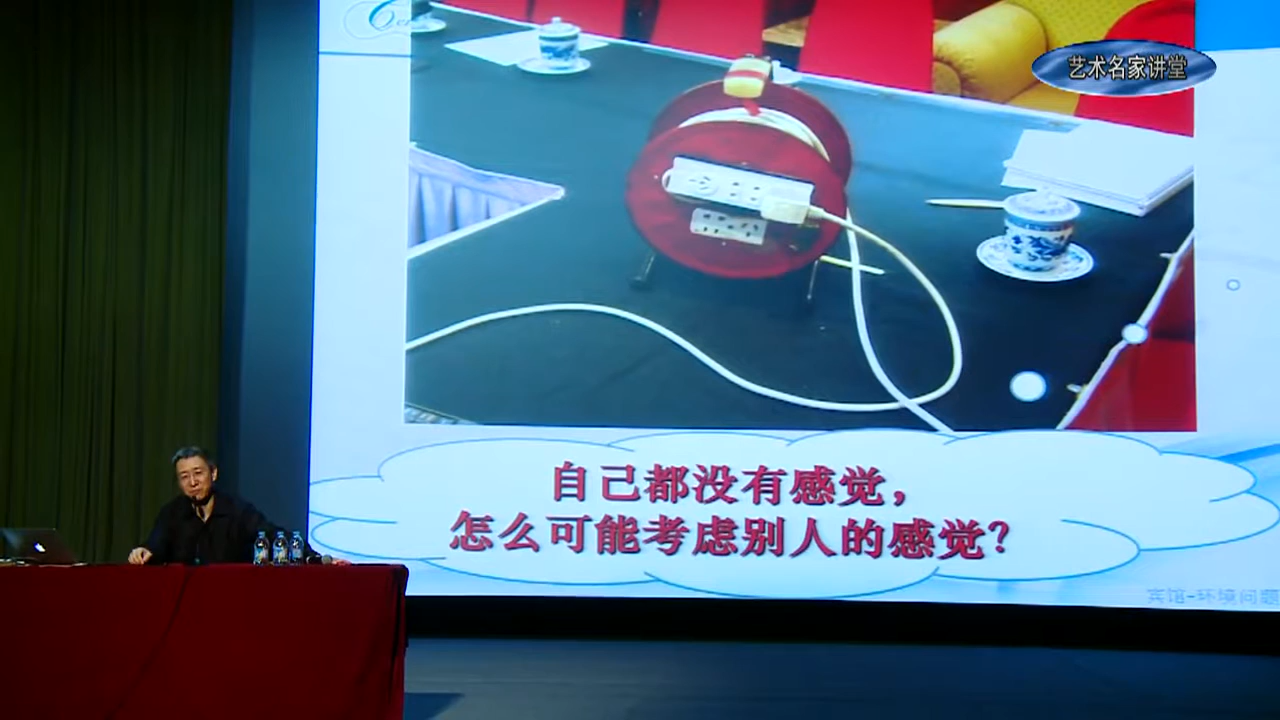 艺术名家讲堂
自己都没有感觉，
怎么可能考虑别人的感觉？
宾馆-环境问题